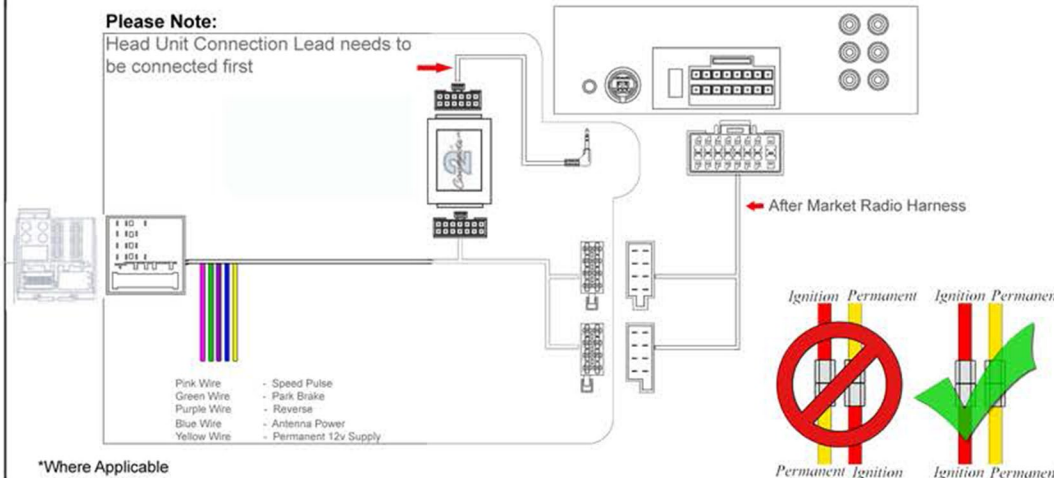 Please Note:
Head Unit Connection Lead needs to
be connected first
Connects 2
After Market Radio Harness
Pink Wire - Speed Pulse
Green Wire - Park Brake
Purple Wire - Reverse
Blue Wire - Antenna Power
Yellow Wire - Permanent 12v Supply
Ignition Permanent
Ignition Permanent
Permanent Ignition
Ignition Permanent
*Where Applicable